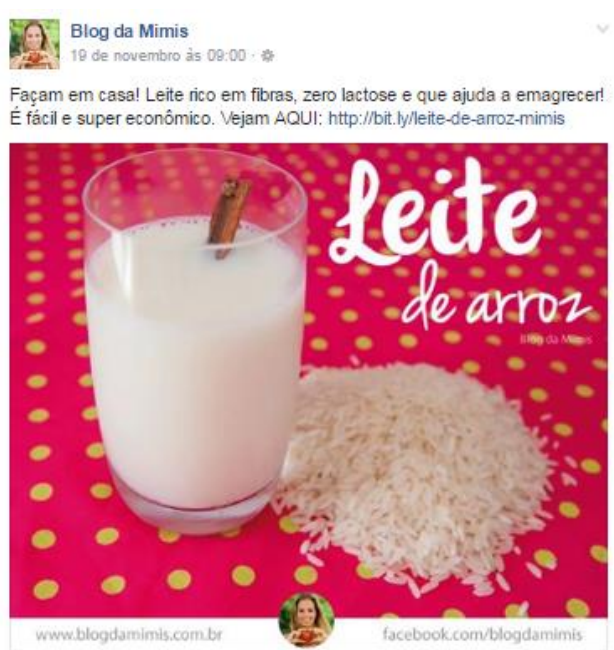 Blog da Mimis
19 de novembro às 09:00 ·
Façam em casa! Leite rico em fibras, zero lactose e que ajuda a emagrecer!
É fácil e super econômico. Vejam AQUI: http://bit.ly/leite-de-arroz-mimis
Leite
de arroz
Blog da Mimis
www.blogdamimis.com.br
facebook.com/blogdamimis